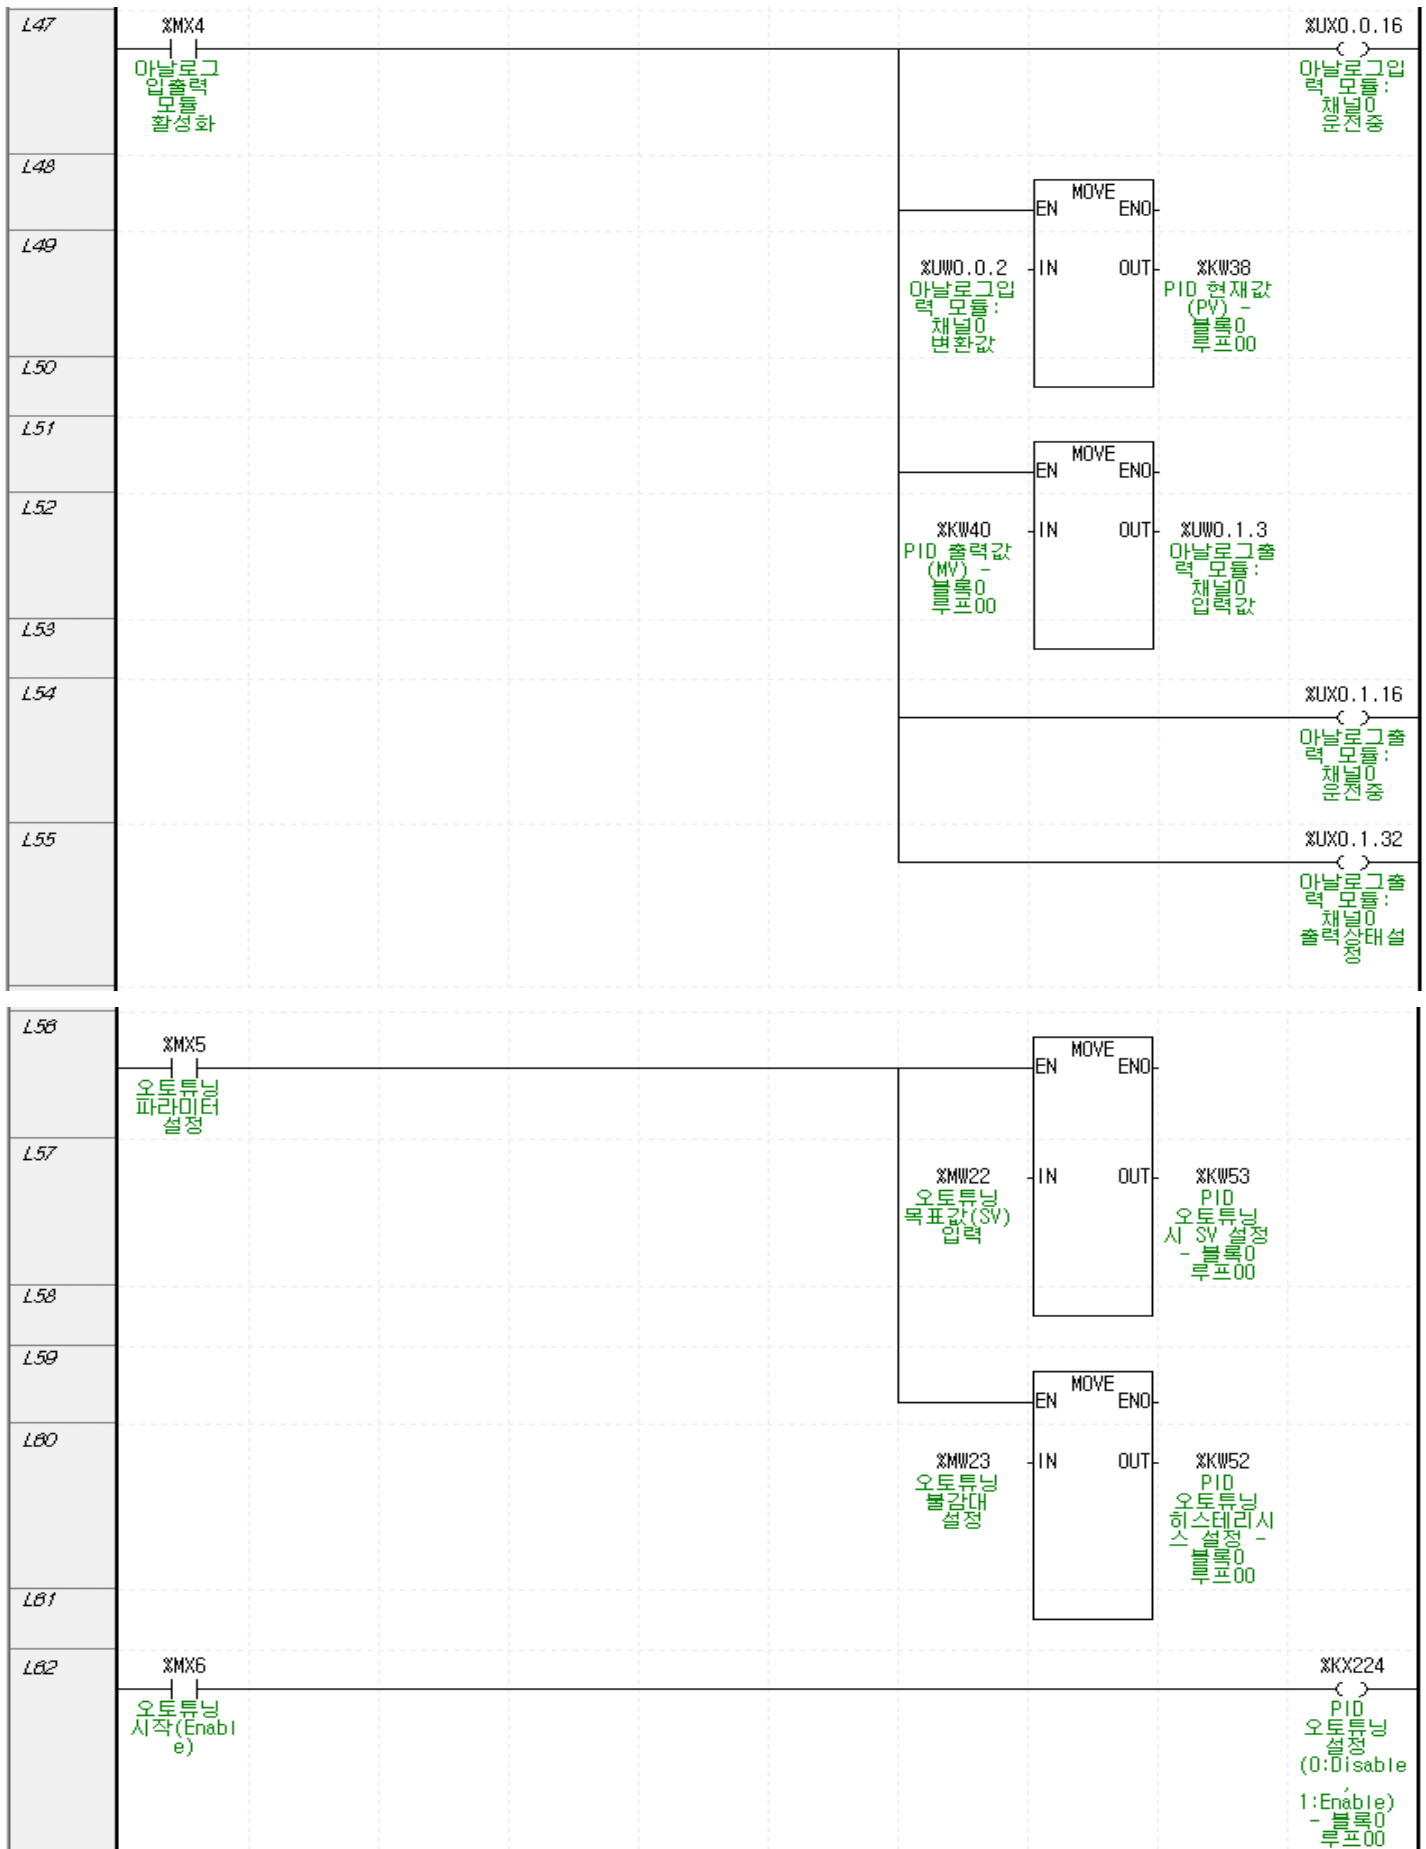 L47
%MX4
%UX0.0.16
아날로그
입출력
모듈
활성화
아날로그입
력 모듈:
채널0
운전중
L48
MOVE
EN
ENO
L49
%UW0.0.2
IN
OUT
%KW38
아날로그입
력 모듈:
채널0
변환값
PID 현재값
(PV) -
블록0
루프00
L50
L51
MOVE
EN
ENO
L52
%KW40
IN
OUT
%UW0.1.3
PID 출력값
(MV) -
블록0
루프00
아날로그출
력 모듈:
채널0
입력값
L53
L54
%UX0.1.16
아날로그출
력 모듈:
채널0
운전중
L55
%UX0.1.32
아날로그출
력 모듈:
채널0
출력상태설
정
L56
%MX5
MOVE
EN
ENO
오토튜닝
파라미터
설정
L57
%MW22
IN
OUT
%KW53
오토튜닝
목표값(SV)
입력
PID
오토튜닝
시 SV 설정
- 블록0
루프00
L58
L59
MOVE
EN
ENO
L60
%MW23
IN
OUT
%KW52
오토튜닝
불감대
설정
PID
오토튜닝
히스테리시
스 설정 -
블록0
루프00
L61
L62
%MX6
%KX224
오토튜닝
시작(Enabl
e)
PID
오토튜닝
설정
(0:Disable
,
1:Enable)
- 블록0
루프00